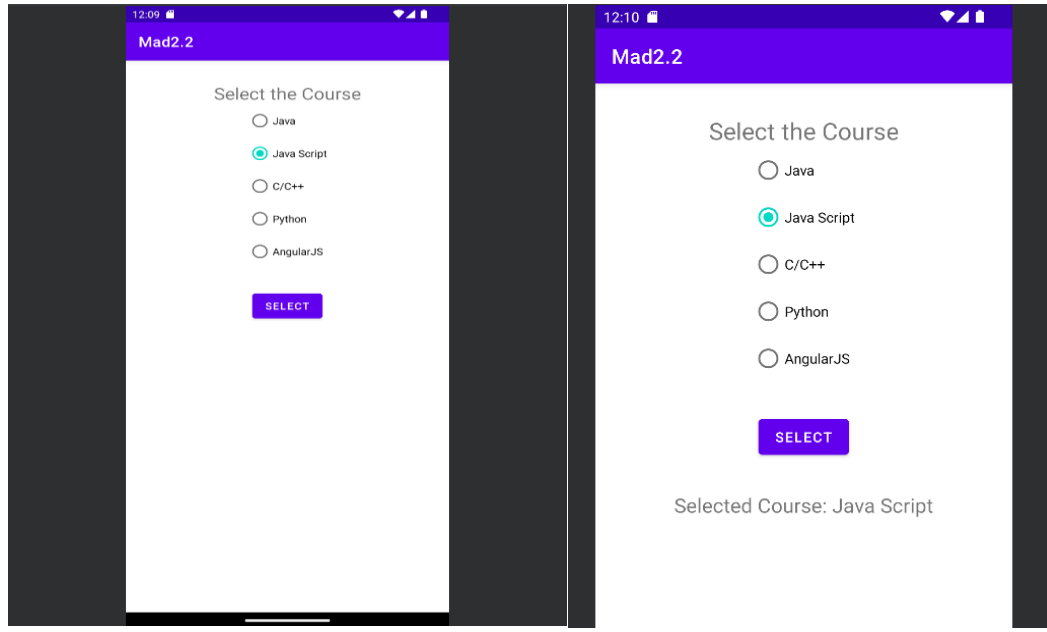 12:09
Mad2.2
Select the Course
Java
Java Script
C/C++
Python
AngularJS
SELECT
12:10
Mad2.2
Select the Course
Java
Java Script
C/C++
Python
AngularJS
SELECT
Selected Course: Java Script